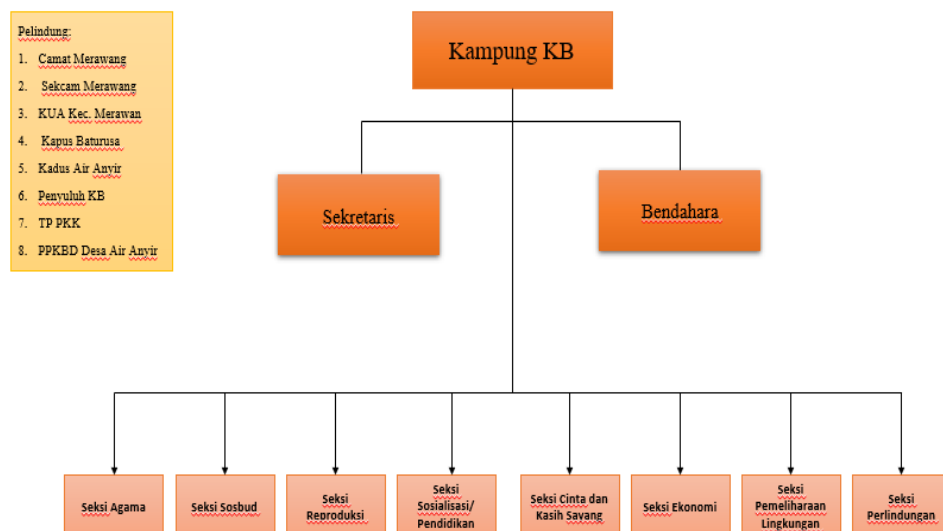 Pelindung:
1. Camat Merawang
2. Sekcam Merawang
3. KUA Kec. Merawan
4. Kapus Baturusa
5. Kadus Air Anyir
6. Penyuluh KB
7. TP PKK
8. PPKBD Desa Air Anyir
Kampung KB
Sekretaris
Bendahara
Seksi Agama
Seksi Sosbud
Seksi
Reproduksi
Seksi
Sosialisasi/
Pendidikan
Seksi Cinta dan
Kasih Sayang
Seksi Ekonomi
Seksi
Pemeliharaan
Lingkungan
Seksi
Perlindungan